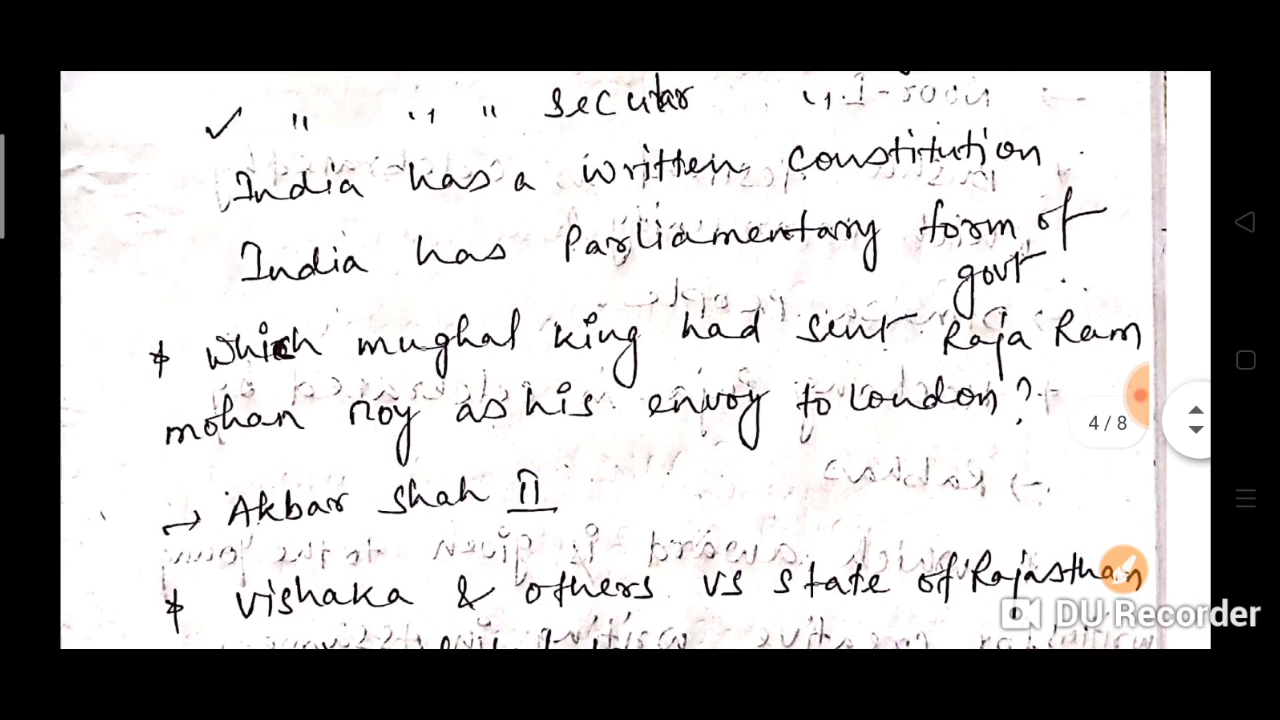 ✓ " " " secular "
India has a written constitution.
India has Parliamentary form of
govt.
* which mughal king had sent Raja Ram
mohan roy as his envoy to London?
4/8
→ Akbar Shah II
* vishaka & others vs state of Rajasthan
DU Recorder